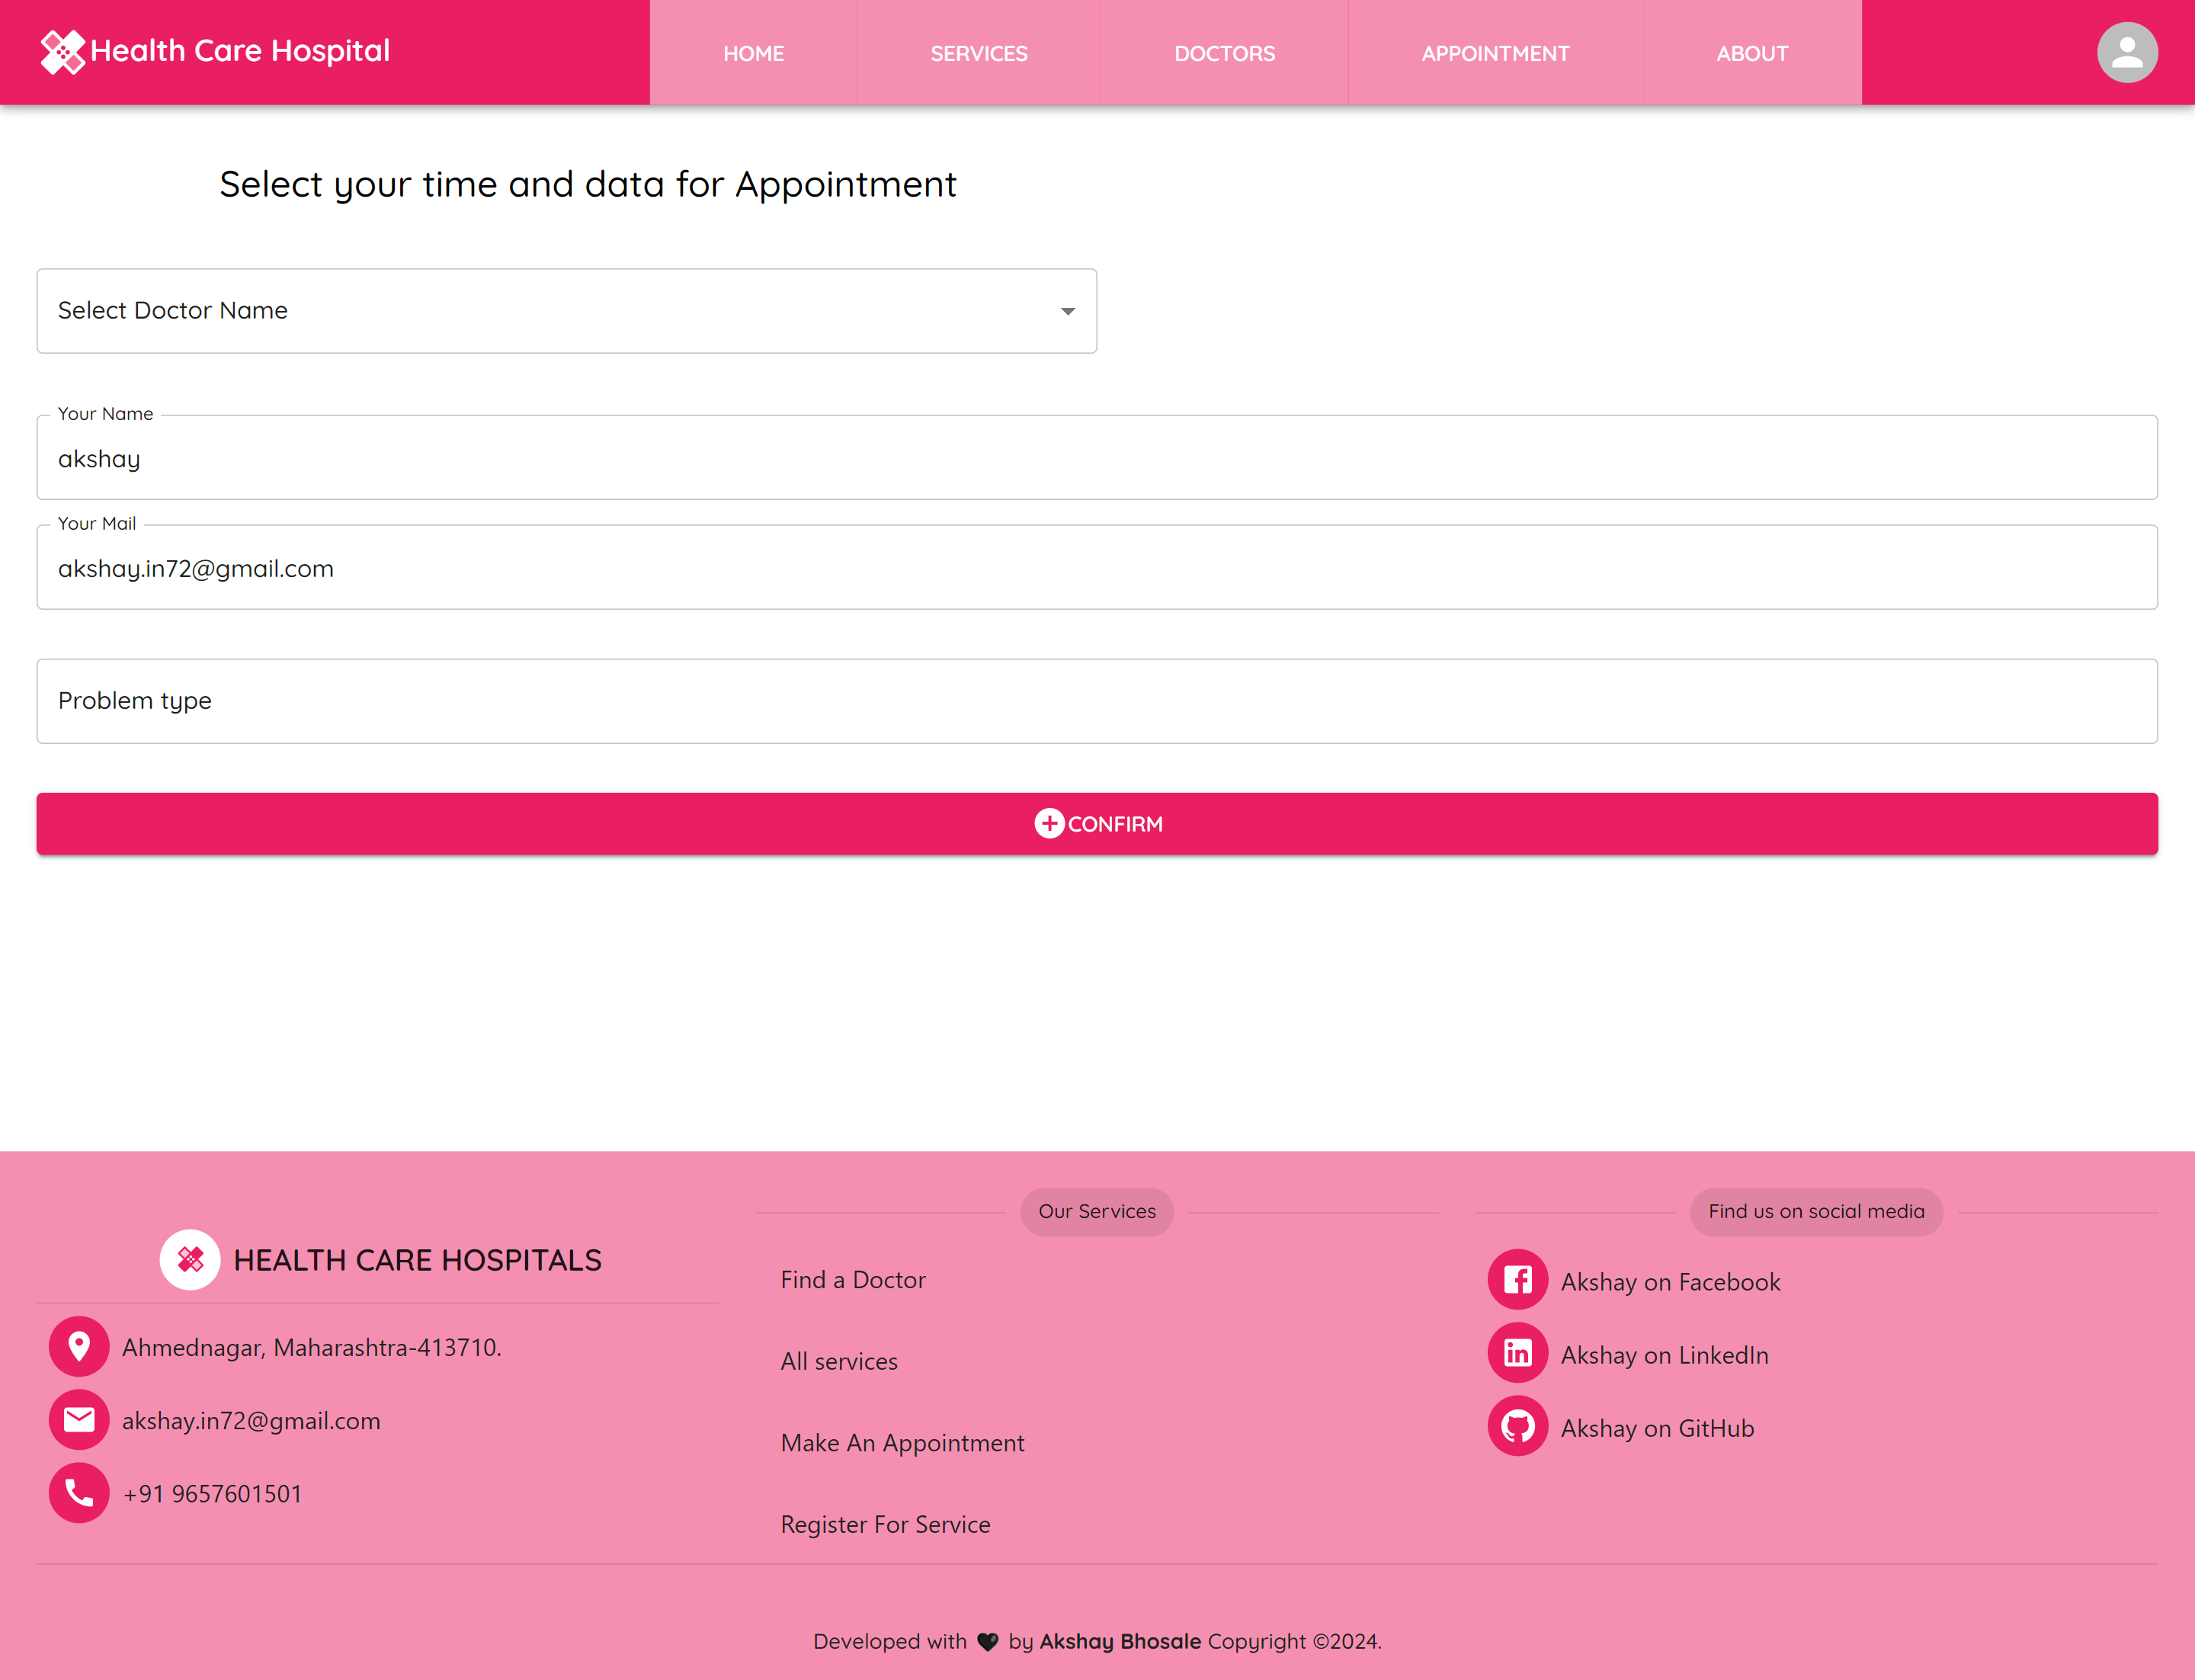 Health Care Hospital
HOME SERVICES DOCTORS APPOINTMENT ABOUT
Select your time and data for Appointment
Select Doctor Name
Your Name
akshay
Your Mail
akshay.in72@gmail.com
Problem type
CONFIRM
HEALTH CARE HOSPITALS
Ahmednagar, Maharashtra-413710.
akshay.in72@gmail.com
+91 9657601501
Our Services
Find a Doctor
All services
Make An Appointment
Register For Service
Find us on social media
Akshay on Facebook
Akshay on LinkedIn
Akshay on GitHub
Developed with 🖤 by Akshay Bhosale Copyright ©2024.